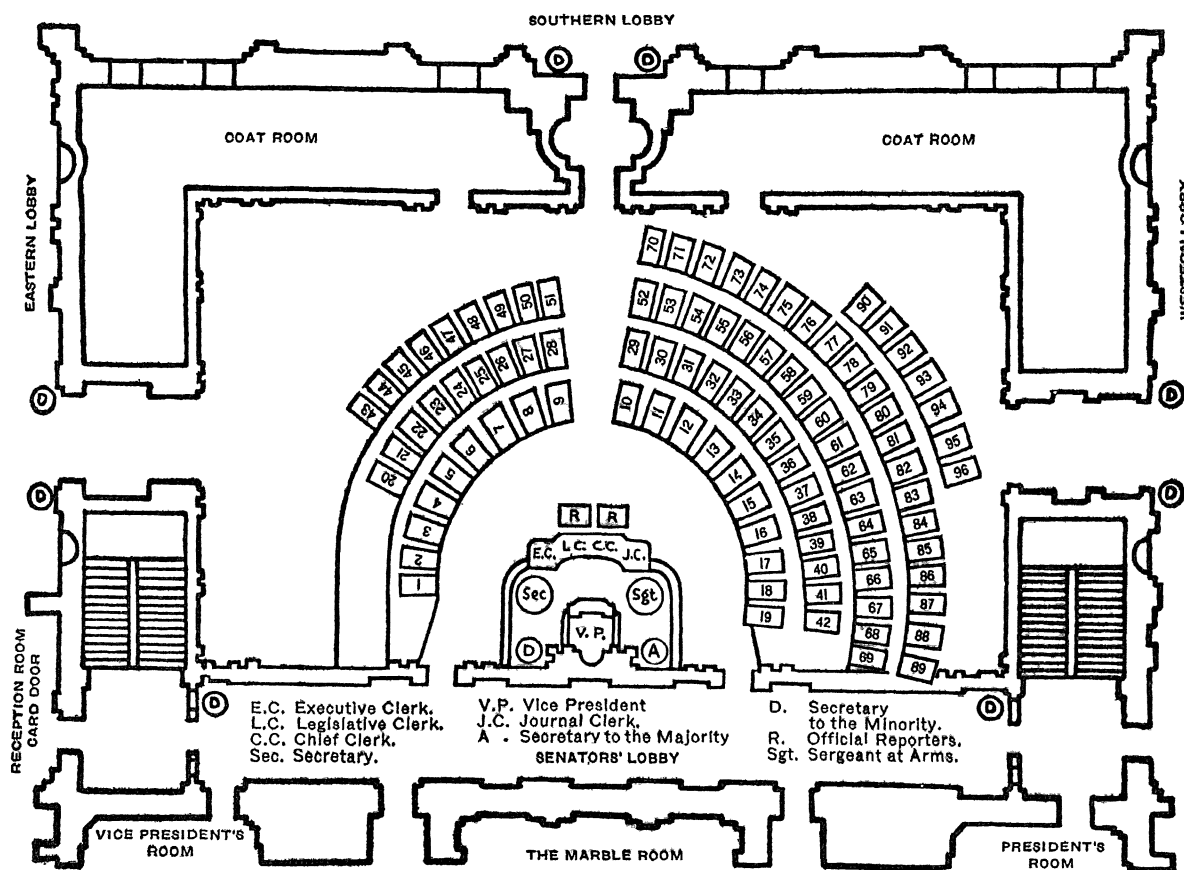 SOUTHERN LOBBY
D D
COAT ROOM
COAT ROOM
EASTERN LOBBY
WESTERN LOBBY
D
D
D
D
70 71 72 73 74 75 76 77 78 79 80 81 82 83 84 85 86 87 88 89
90 91 92 93 94 95 96
43 44 45 46 47 48 49 50 51
52 53 54 55 56 57 58 59 60 61 62 63 64 65 66 67 68 69
20 21 22 23 24 25 26 27 28
29 30 31 32 33 34 35 36 37 38 39 40 41 42
1 2 3 4 5 6 7 8 9
10 11 12 13 14 15 16 17 18 19
R R
E.C. L.C. C.C. J.C.
Sec Sgt
V.P.
D A
RECEPTION ROOM
CARD DOOR
D
D
E.C. Executive Clerk.
L.C. Legislative Clerk.
C.C. Chief Clerk.
Sec. Secretary.
V.P. Vice President
J.C. Journal Clerk.
A . Secretary to the Majority
D. Secretary
to the Minority.
R. Official Reporters.
Sgt. Sergeant at Arms.
SENATORS' LOBBY
VICE PRESIDENT'S
ROOM
THE MARBLE ROOM
PRESIDENT'S
ROOM